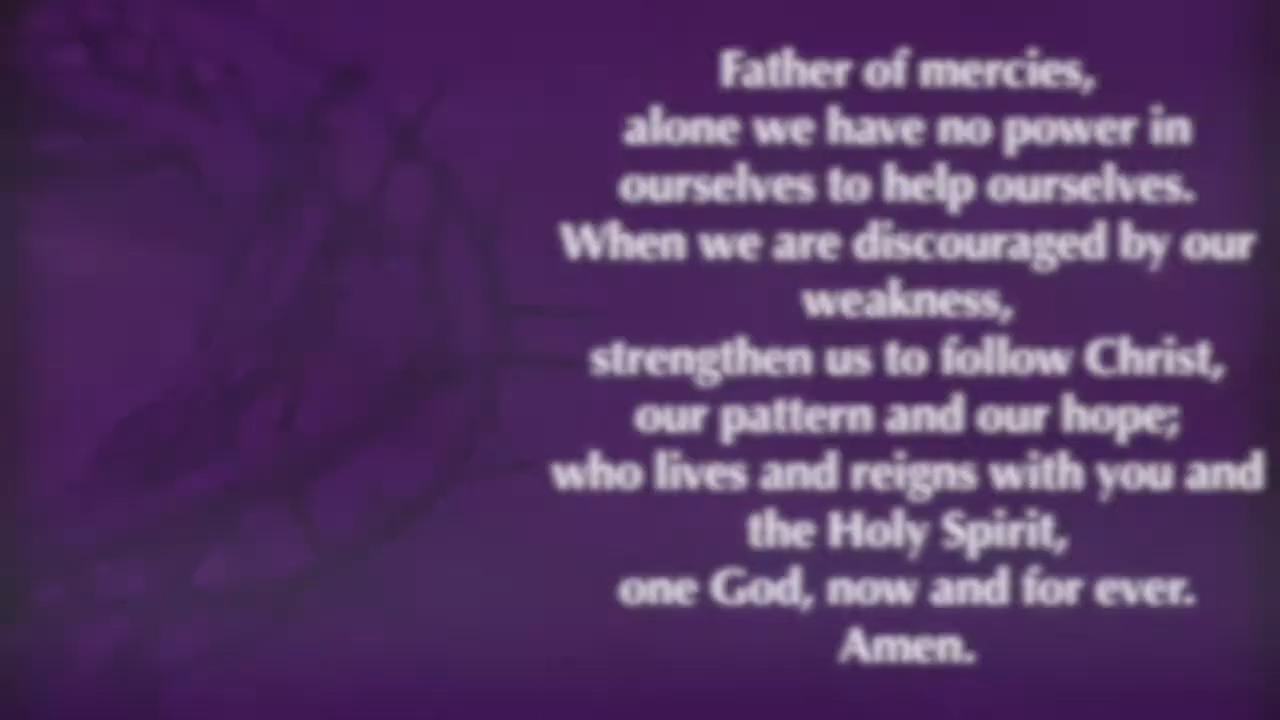 Father of mercies,
alone we have no power in
ourselves to help ourselves.
When we are discouraged by our
weakness,
strengthen us to follow Christ,
our pattern and our hope;
who lives and reigns with you and
the Holy Spirit,
one God, now and for ever.
Amen.